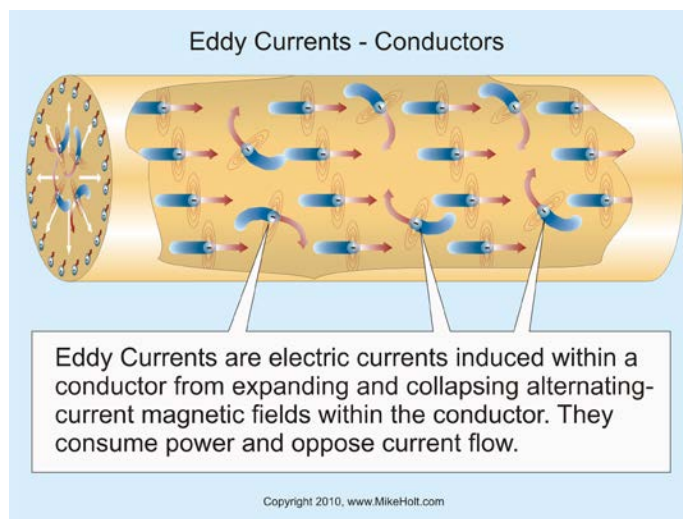 Eddy Currents - Conductors
Eddy Currents are electric currents induced within a
conductor from expanding and collapsing alternating-
current magnetic fields within the conductor. They
consume power and oppose current flow.
Copyright 2010, www.MikeHolt.com